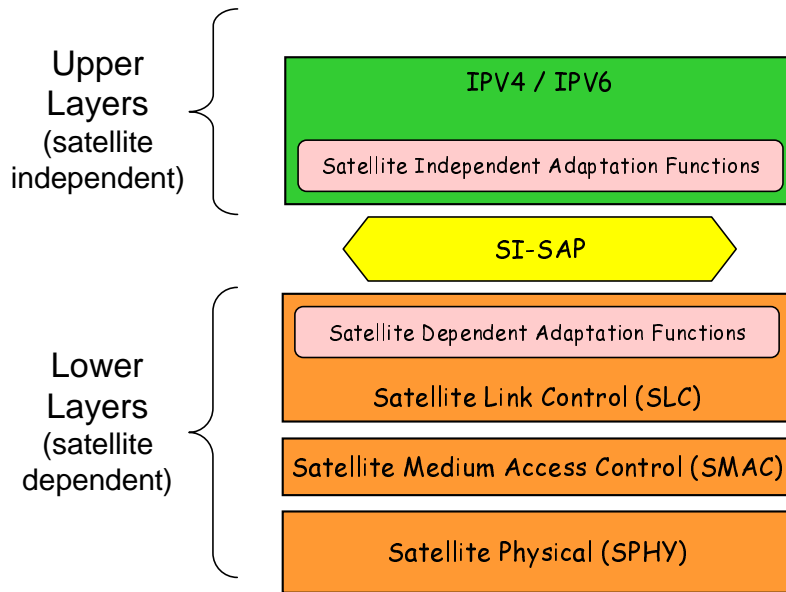 Upper
Layers
(satellite
independent)
IPV4 / IPV6
Satellite Independent Adaptation Functions
SI-SAP
Lower
Layers
(satellite
dependent)
Satellite Dependent Adaptation Functions
Satellite Link Control (SLC)
Satellite Medium Access Control (SMAC)
Satellite Physical (SPHY)